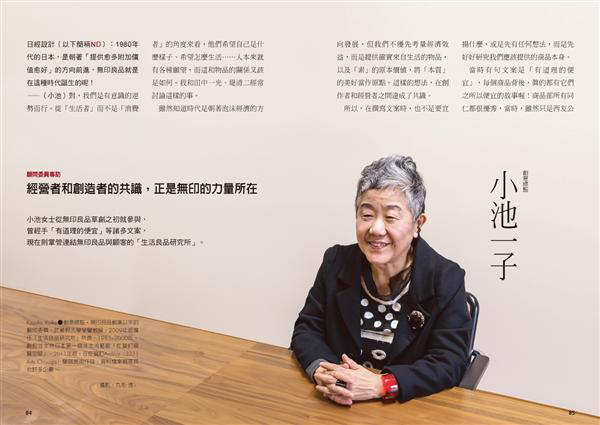 日經設計(以下簡稱ND):1980年
代的日本,是朝著「提供愈多附加價
值愈好」的方向前進,無印良品就是
在這種時代誕生的呢!
——(小池)對,我們是有意識的逆
勢而行。從「生活者」而不是「消費
者」的角度來看,他們希望自己是什
麼樣子、希望怎麼生活……人本來就
有各種願望,而這和物品的關係又該
是如何。我和田中一光、堤清二經常
討論這樣的事。
雖然知道時代是朝著泡沫經濟的方
向發展,但我們不優先考量經濟效
益,而是提供確實來自生活的物品,
以及「素」的原本價值,將「本質」
的美好當作原點。這樣的想法,在創
作者和經營者之間達成了共識。
所以,在撰寫文案時,也不是要宣
揚什麼,或是先有任何想法,而是先
好好研究我們應該提供的商品本身。
當時有句文案是「有道理的便
宜」,每個商品背後,真的都有它們
之所以便宜的故事喔!商品部所有同
仁都很優秀,當時,雖然只是西友公
顧問委員專訪
經營者和創造者的共識,正是無印的力量所在
小池女士從無印良品草創之初就參與,
曾經手「有道理的便宜」等諸多文案,
現在則掌管連結無印良品與顧客的「生活良品研究所」。
創意總監
小池一子
Kazuko Koike●創意總監。
84
85